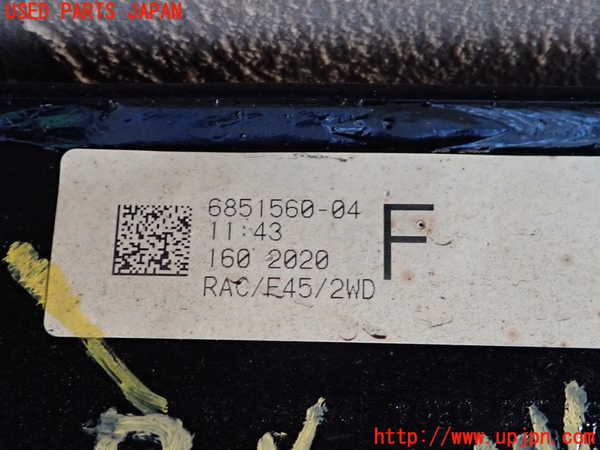 USED PARTS JAPAN
6851560-04
11:43
160 2020
RAC/E45/2WD
F
http://www.upjpn.com